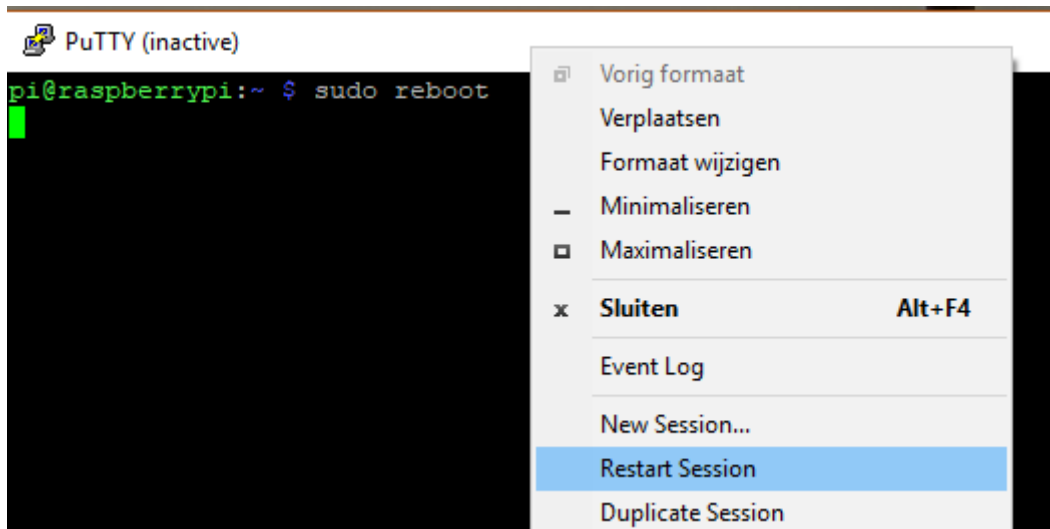 PuTTY (inactive)
pi@raspberrypi:~ $ sudo reboot
Vorig formaat
Verplaatsen
Formaat wijzigen
Minimaliseren
Maximaliseren
Sluiten Alt+F4
Event Log
New Session...
Restart Session
Duplicate Session